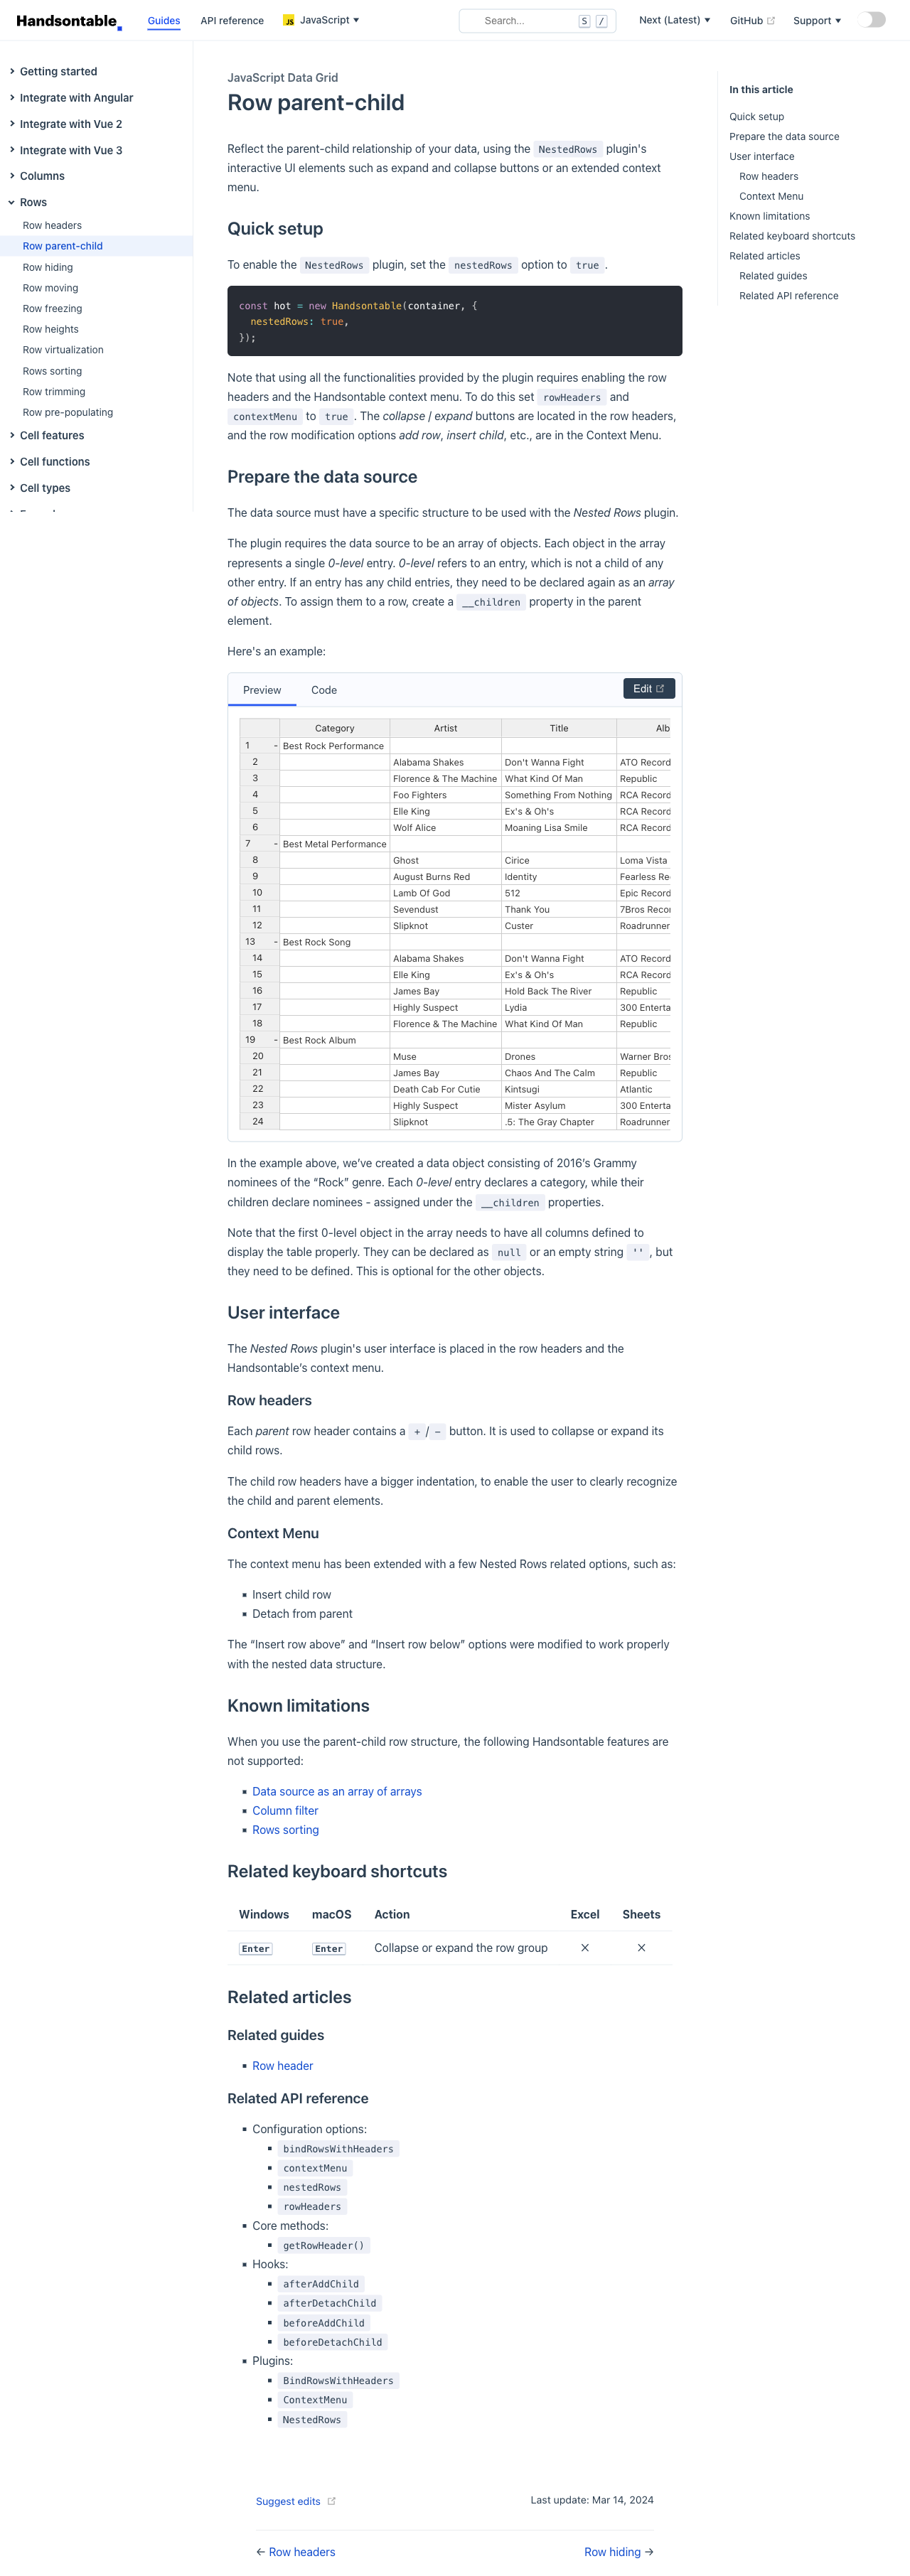 Handsontable
Guides
API reference
JS JavaScript
Search...
S /
Next (Latest)
GitHub
Support
Getting started
Integrate with Angular
Integrate with Vue 2
Integrate with Vue 3
Columns
Rows
Row headers
Row parent-child
Row hiding
Row moving
Row freezing
Row heights
Row virtualization
Rows sorting
Row trimming
Row pre-populating
Cell features
Cell functions
Cell types
JavaScript Data Grid
Row parent-child
Reflect the parent-child relationship of your data, using the NestedRows plugin's
interactive UI elements such as expand and collapse buttons or an extended context
menu.
Quick setup
To enable the NestedRows plugin, set the nestedRows option to true .
const hot = new Handsontable(container, {
nestedRows: true,
});
Note that using all the functionalities provided by the plugin requires enabling the row
headers and the Handsontable context menu. To do this set rowHeaders and
contextMenu to true . The collapse / expand buttons are located in the row headers,
and the row modification options add row, insert child, etc., are in the Context Menu.
Prepare the data source
The data source must have a specific structure to be used with the Nested Rows plugin.
The plugin requires the data source to be an array of objects. Each object in the array
represents a single 0-level entry. 0-level refers to an entry, which is not a child of any
other entry. If an entry has any child entries, they need to be declared again as an array
of objects. To assign them to a row, create a __children property in the parent
element.
Here's an example:
Preview
Code
Edit
Category Artist Title Alb
1 - Best Rock Performance
2 Alabama Shakes Don't Wanna Fight ATO Record
3 Florence & The Machine What Kind Of Man Republic
4 Foo Fighters Something From Nothing RCA Record
5 Elle King Ex's & Oh's RCA Record
6 Wolf Alice Moaning Lisa Smile RCA Record
7 - Best Metal Performance
8 Ghost Cirice Loma Vista
9 August Burns Red Identity Fearless Re
10 Lamb Of God 512 Epic Record
11 Sevendust Thank You 7Bros Recor
12 Slipknot Custer Roadrunner
13 - Best Rock Song
14 Alabama Shakes Don't Wanna Fight ATO Record
15 Elle King Ex's & Oh's RCA Record
16 James Bay Hold Back The River Republic
17 Highly Suspect Lydia 300 Enterta
18 Florence & The Machine What Kind Of Man Republic
19 - Best Rock Album
20 Muse Drones Warner Bros
21 James Bay Chaos And The Calm Republic
22 Death Cab For Cutie Kintsugi Atlantic
23 Highly Suspect Mister Asylum 300 Enterta
24 Slipknot .5: The Gray Chapter Roadrunner
In the example above, we've created a data object consisting of 2016's Grammy
nominees of the “Rock” genre. Each 0-level entry declares a category, while their
children declare nominees - assigned under the __children properties.
Note that the first 0-level object in the array needs to have all columns defined to
display the table properly. They can be declared as null or an empty string '' , but
they need to be defined. This is optional for the other objects.
User interface
The Nested Rows plugin's user interface is placed in the row headers and the
Handsontable's context menu.
Row headers
Each parent row header contains a + / - button. It is used to collapse or expand its
child rows.
The child row headers have a bigger indentation, to enable the user to clearly recognize
the child and parent elements.
Context Menu
The context menu has been extended with a few Nested Rows related options, such as:
Insert child row
Detach from parent
The “Insert row above” and “Insert row below” options were modified to work properly
with the nested data structure.
Known limitations
When you use the parent-child row structure, the following Handsontable features are
not supported:
Data source as an array of arrays
Column filter
Rows sorting
Related keyboard shortcuts
Windows macOS Action Excel Sheets
Enter Enter Collapse or expand the row group × ×
Related articles
Related guides
Row header
Related API reference
Configuration options:
bindRowsWithHeaders
contextMenu
nestedRows
rowHeaders
Core methods:
getRowHeader()
Hooks:
afterAddChild
afterDetachChild
beforeAddChild
beforeDetachChild
Plugins:
BindRowsWithHeaders
ContextMenu
NestedRows
Suggest edits
Last update: Mar 14, 2024
← Row headers
Row hiding →
In this article
Quick setup
Prepare the data source
User interface
Row headers
Context Menu
Known limitations
Related keyboard shortcuts
Related articles
Related guides
Related API reference